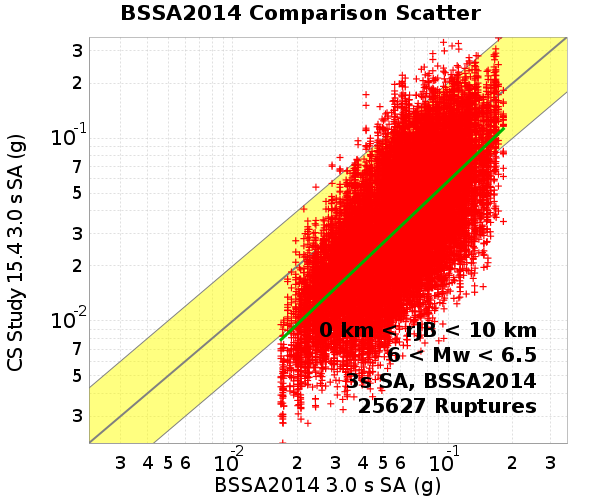 BSSA2014 Comparison Scatter
CS Study 15.4 3.0 s SA (g)
3
2
10-1
7
5
3
2
10-2
7
5
3
0 km < rJB < 10 km
6 < Mw < 6.5
3s SA, BSSA2014
25627 Ruptures
3 4 5 6 10-2 2 3 4 5 6 10-1 2 3
BSSA2014 3.0 s SA (g)